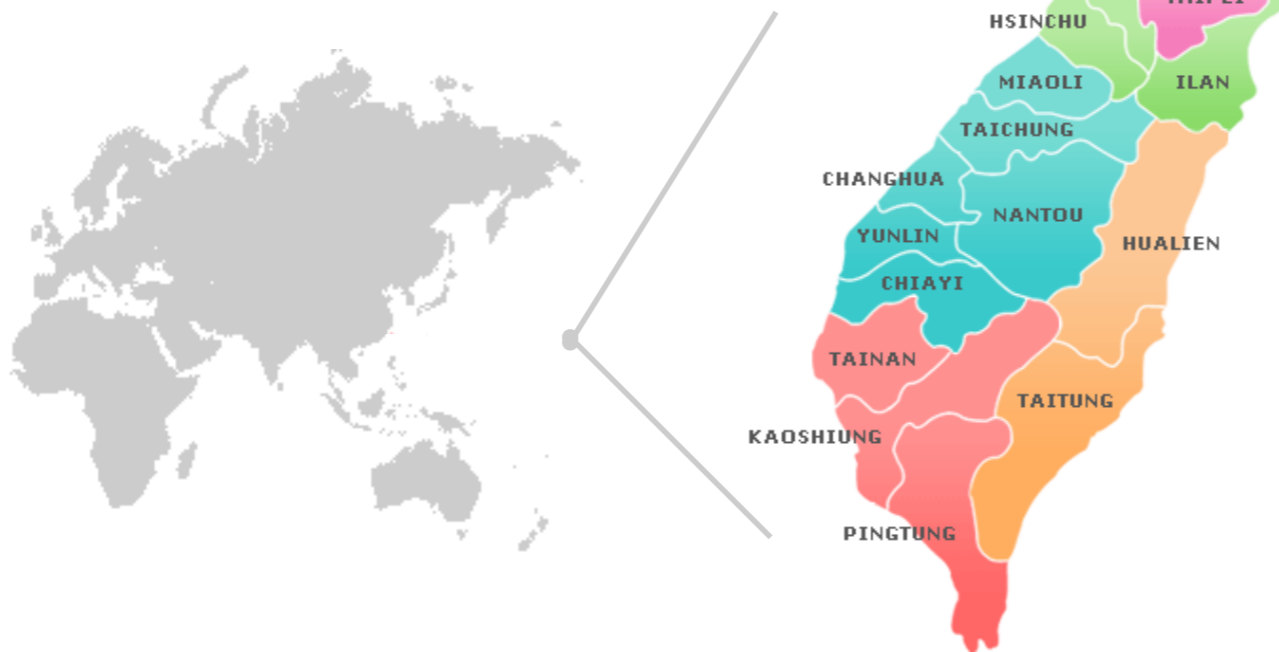 HSINCHU
MIAOLI
ILAN
TAICHUNG
CHANGHUA
NANTOU
YUNLIN
HUALIEN
CHIAYI
TAINAN
TAITUNG
KAOSHIUNG
PINGTUNG